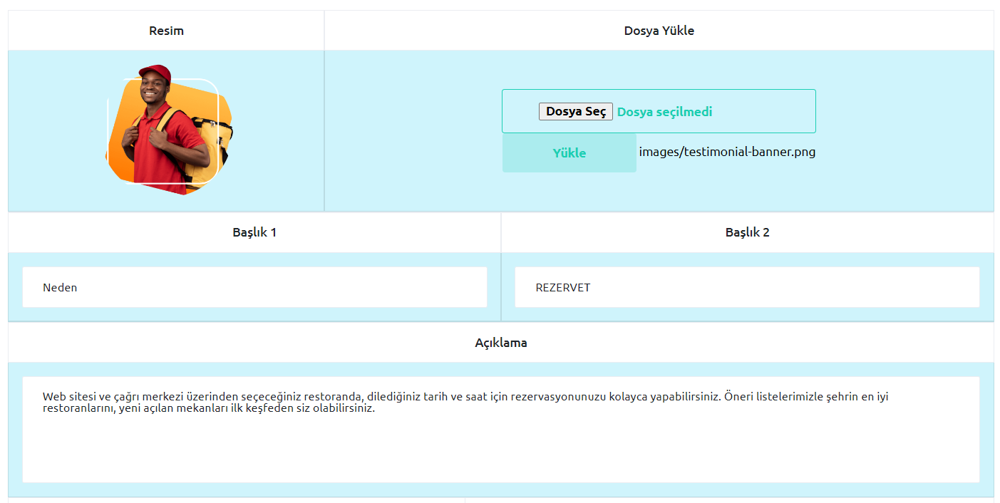 Resim
Dosya Yükle
Dosya Seç Dosya seçilmedi
Yükle images/testimonial-banner.png
Başlık 1
Başlık 2
Neden
REZERVET
Açıklama
Web sitesi ve çağrı merkezi üzerinden seçeceğiniz restoranda, dilediğiniz tarih ve saat için rezervasyonunuzu kolayca yapabilirsiniz. Öneri listelerimizle şehrin en iyi
restoranlarını, yeni açılan mekanları ilk keşfeden siz olabilirsiniz.